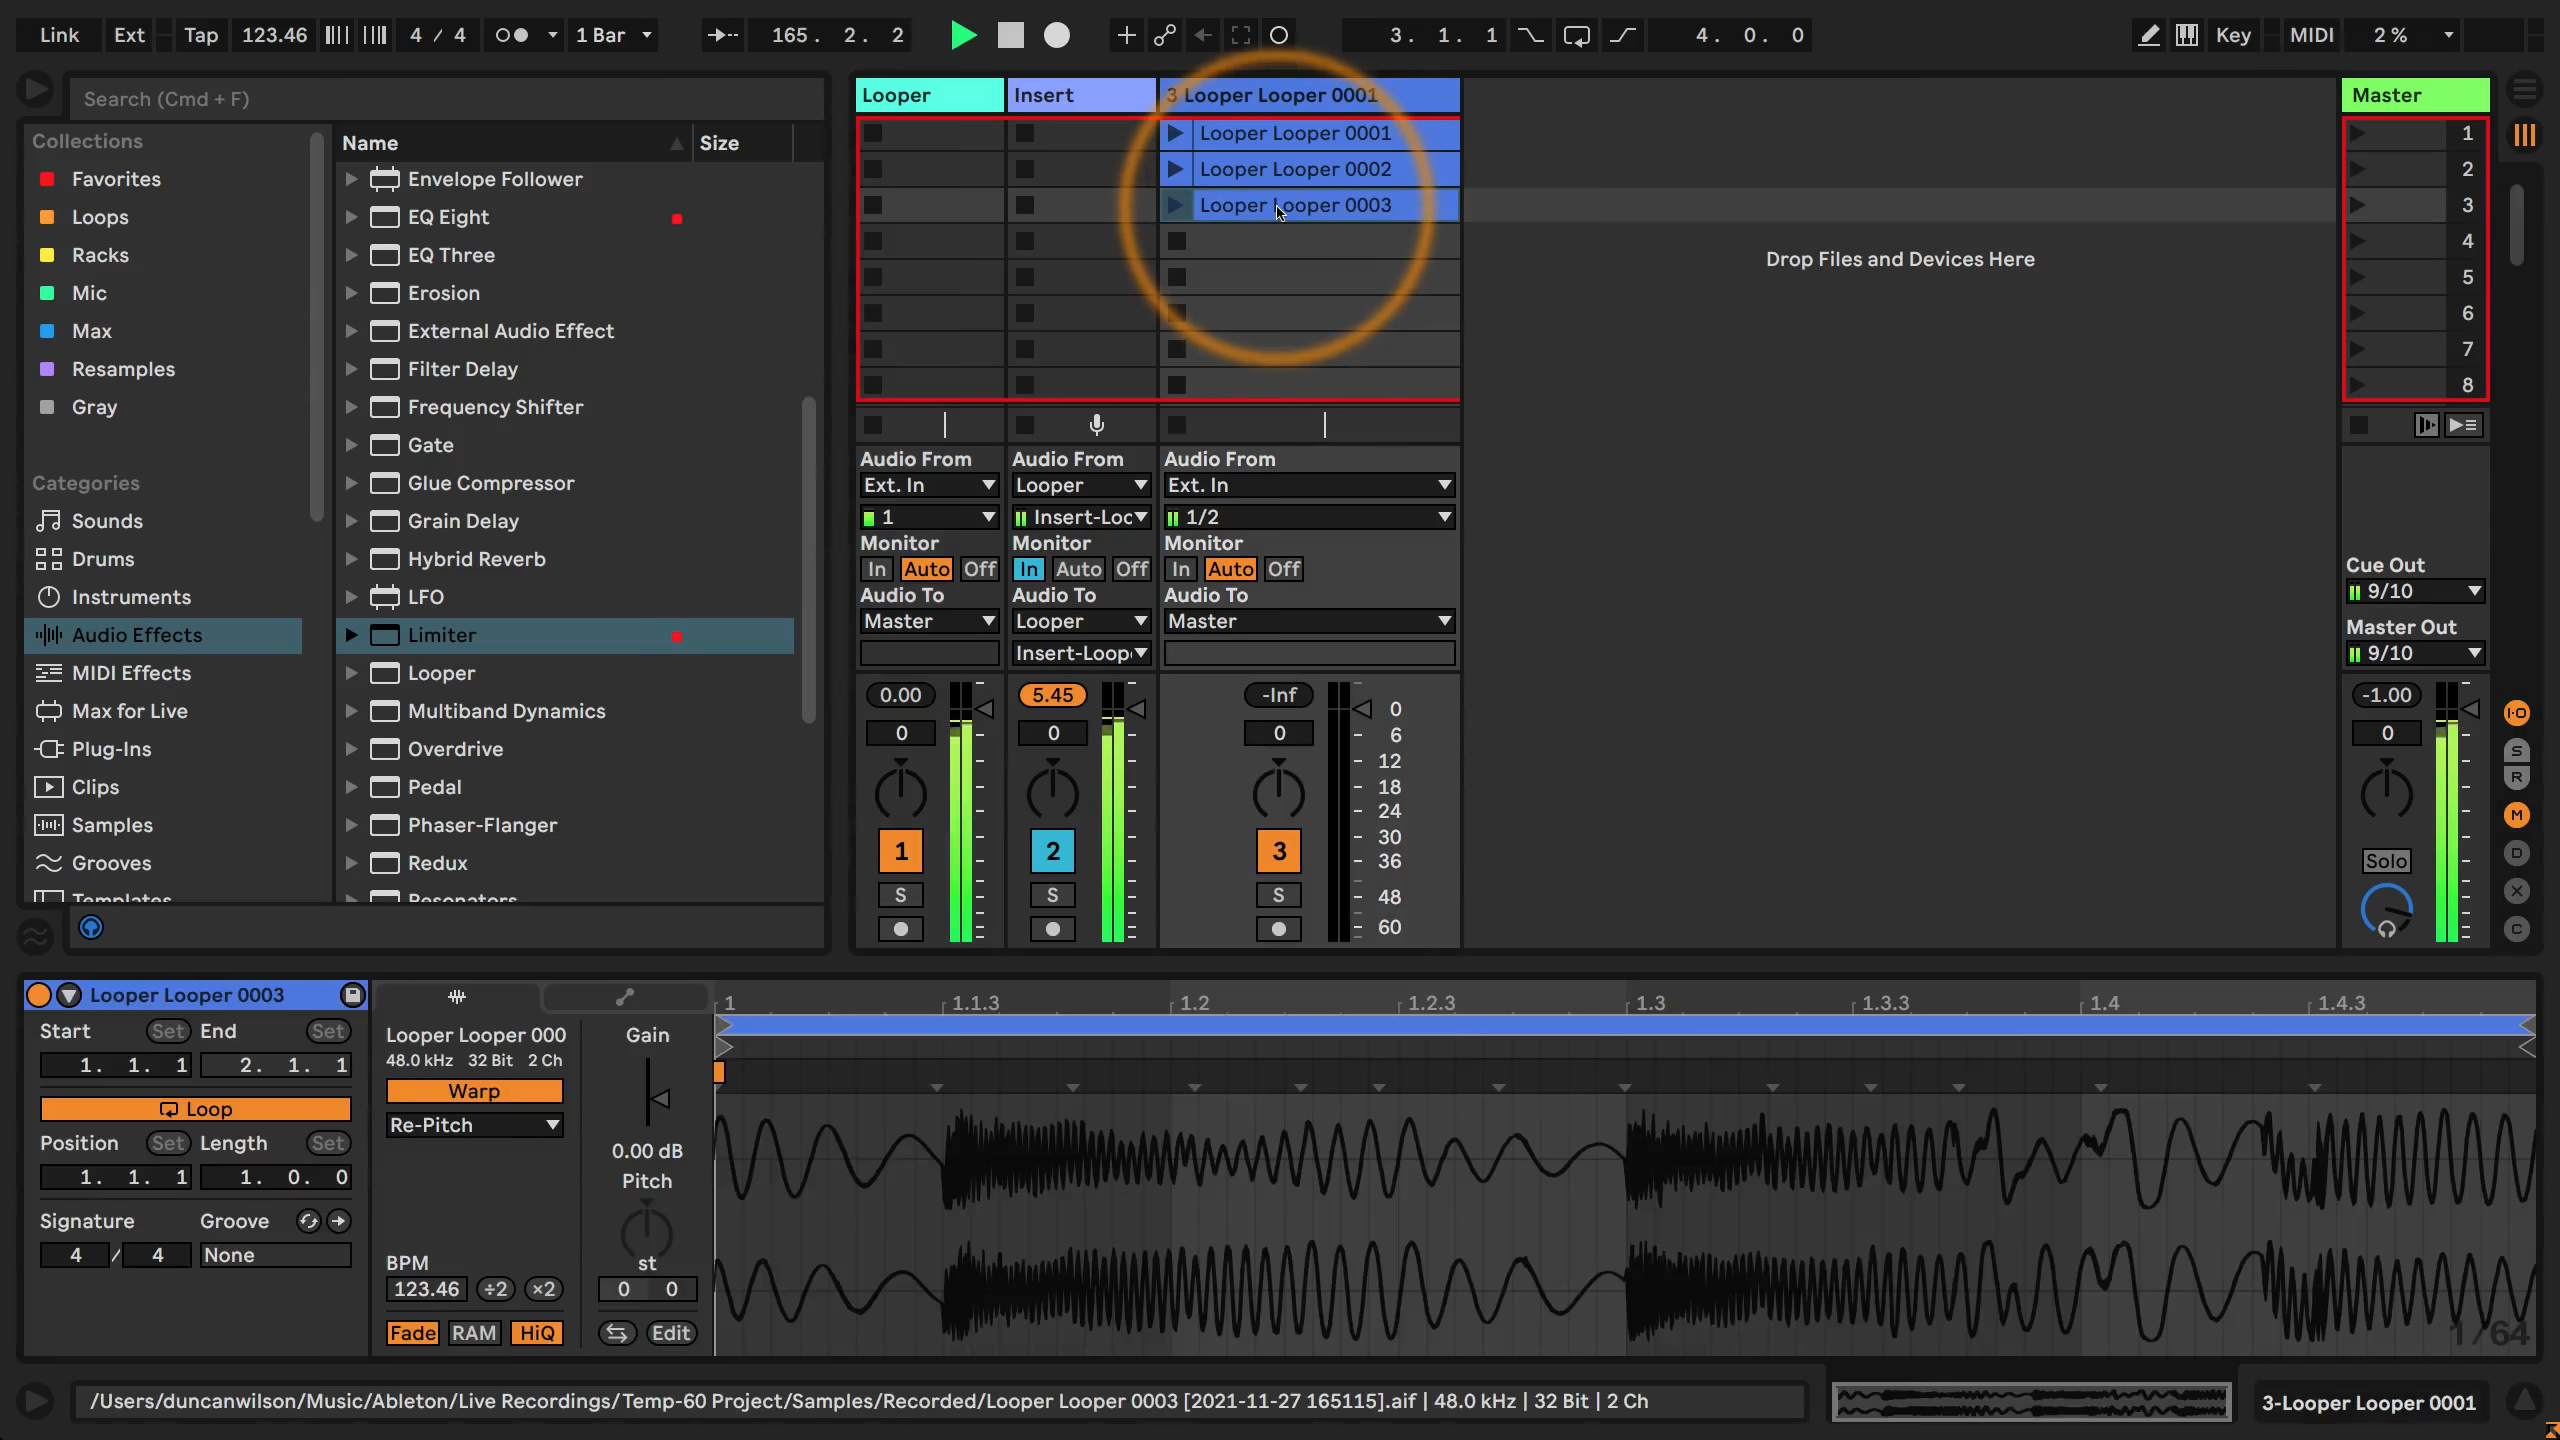 Link Ext Tap 123.46 4 / 4 1 Bar 165. 2. 2 3. 1. 1 4. 0. 0 Key MIDI 2 %
Search (Cmd + F)
Collections
Favorites
Loops
Racks
Mic
Max
Resamples
Gray
Categories
Sounds
Drums
Instruments
Audio Effects
MIDI Effects
Max for Live
Plug-Ins
Clips
Samples
Grooves
Templates
Name Size
Envelope Follower
EQ Eight
EQ Three
Erosion
External Audio Effect
Filter Delay
Frequency Shifter
Gate
Glue Compressor
Grain Delay
Hybrid Reverb
LFO
Limiter
Looper
Multiband Dynamics
Overdrive
Pedal
Phaser-Flanger
Redux
Resonators
Looper Insert 3 Looper Looper 0001 Master
Looper Looper 0001 1
Looper Looper 0002 2
Looper Looper 0003 3
4
5
6
7
8
Drop Files and Devices Here
Audio From Audio From Audio From
Ext. In Looper Ext. In
1 Insert-Loc 1/2
Monitor Monitor Monitor
In Auto Off In Auto Off In Auto Off
Audio To Audio To Audio To
Master Looper Master
Insert-Loop
Cue Out
9/10
Master Out
9/10
0.00 5.45 -Inf -1.00
0 0 0 0
0
6
12
18
24
30
36
48
60
1 2 3 Solo
S S S
I·O
S
R
M
D
X
C
Looper Looper 0003
Start Set End Set
1. 1. 1 2. 1. 1
Loop
Position Set Length Set
1. 1. 1 1. 0. 0
Signature Groove
4 / 4 None
Looper Looper 000
48.0 kHz 32 Bit 2 Ch
Warp
Re-Pitch
BPM
123.46 ÷2 ×2
Fade RAM HiQ
Gain
0.00 dB
Pitch
st
0 0
Edit
1 1.1.3 1.2 1.2.3 1.3 1.3.3 1.4 1.4.3
1/64
/Users/duncanwilson/Music/Ableton/Live Recordings/Temp-60 Project/Samples/Recorded/Looper Looper 0003 [2021-11-27 165115].aif | 48.0 kHz | 32 Bit | 2 Ch
3-Looper Looper 0001